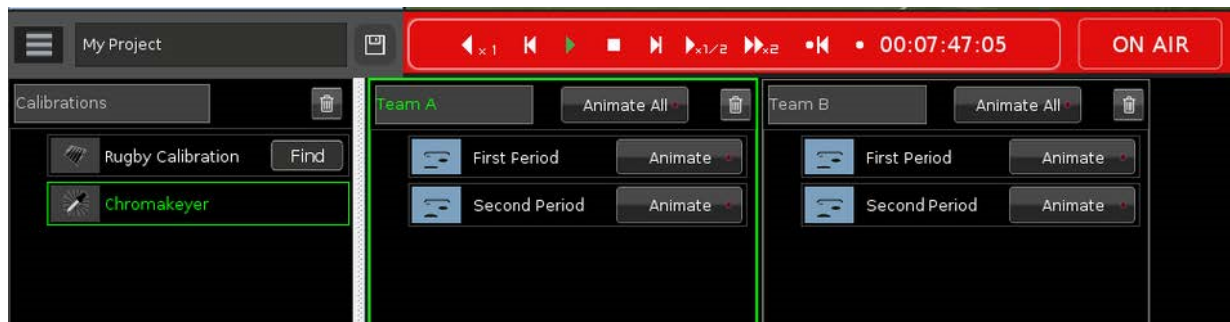 My Project
x 1
x1/2
x2
00:07:47:05
ON AIR
Calibrations
Team A
Animate All
Team B
Animate All
Rugby Calibration
Find
First Period
Animate
First Period
Animate
Chromakeyer
Second Period
Animate
Second Period
Animate